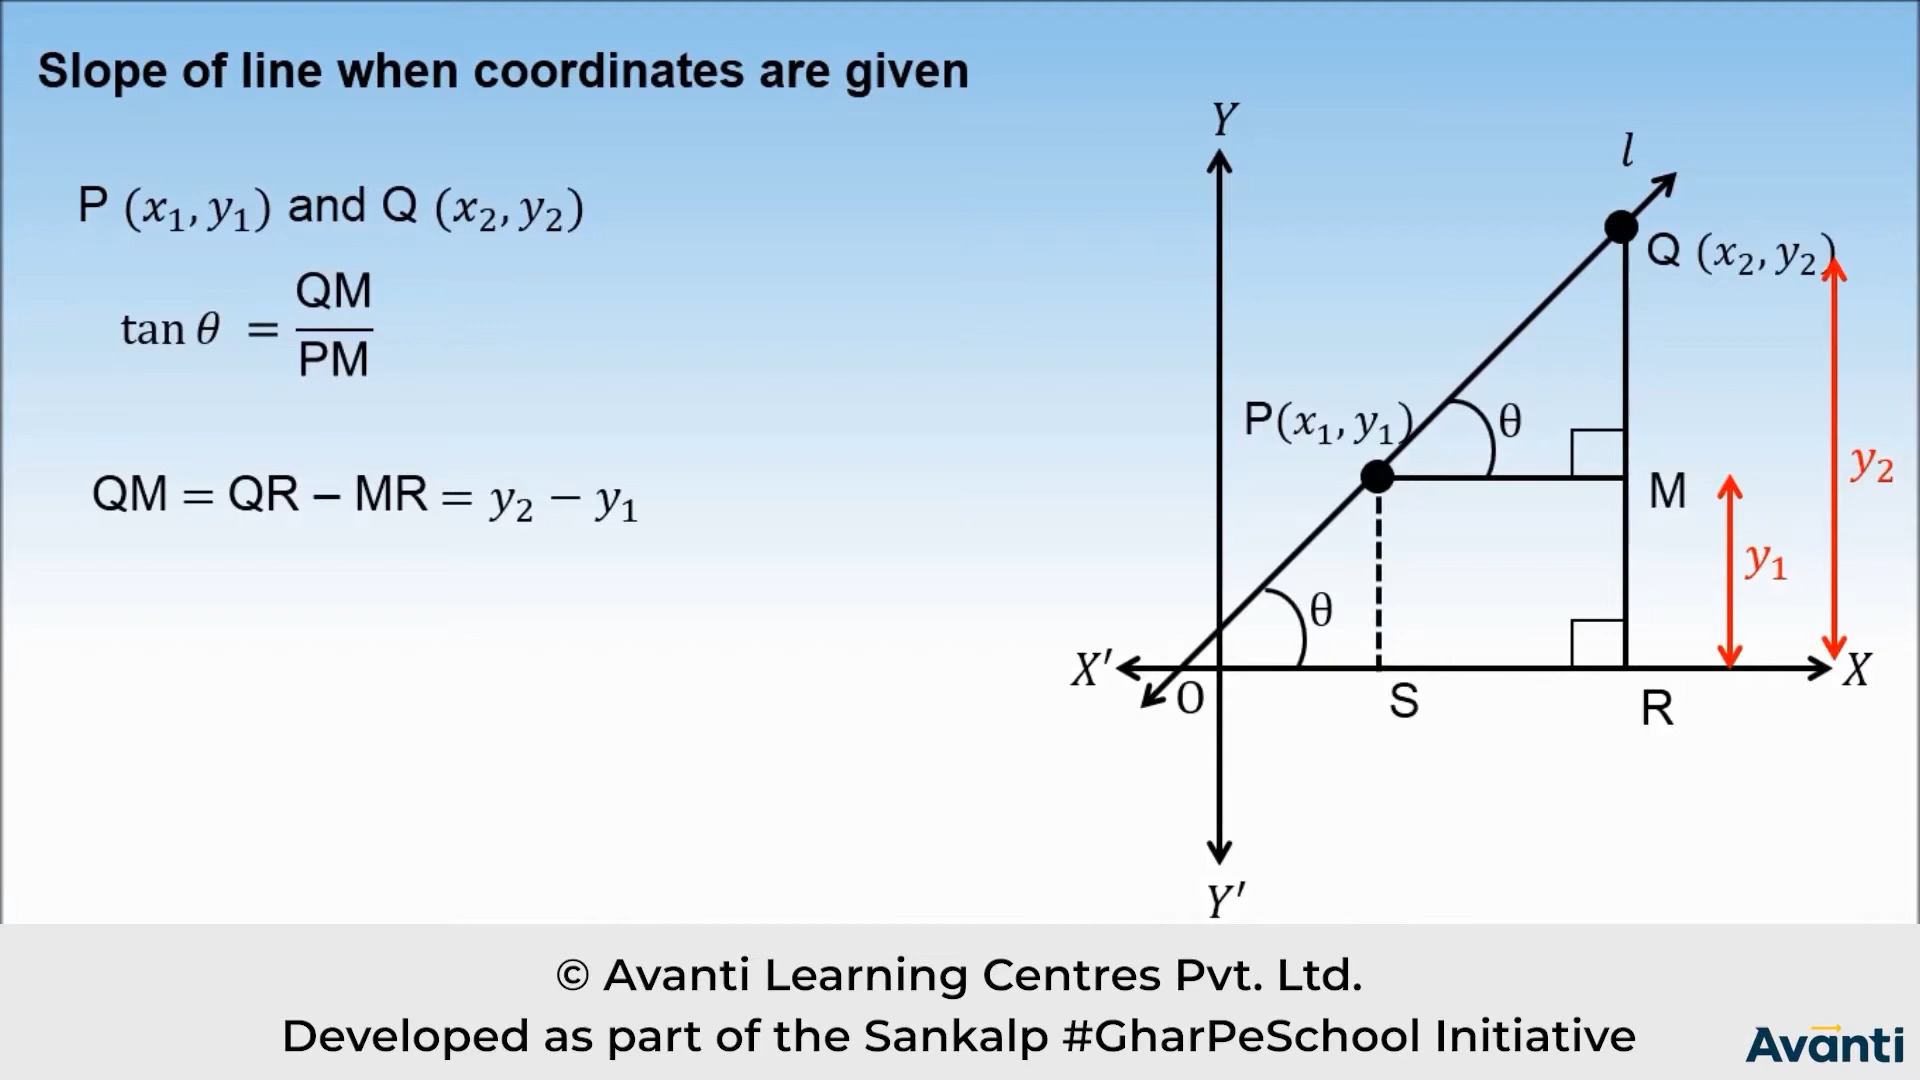 Slope of line when coordinates are given
P (x₁, y₁) and Q (x₂, y₂)
tan θ = QM
PM
QM = QR – MR = y₂ − y₁
Y
l
Q (x₂, y₂)
P(x₁, y₁)
θ
M
y₂
y₁
θ
X′
O
S
R
X
Y′
© Avanti Learning Centres Pvt. Ltd.
Developed as part of the Sankalp #GharPeSchool Initiative
Avanti